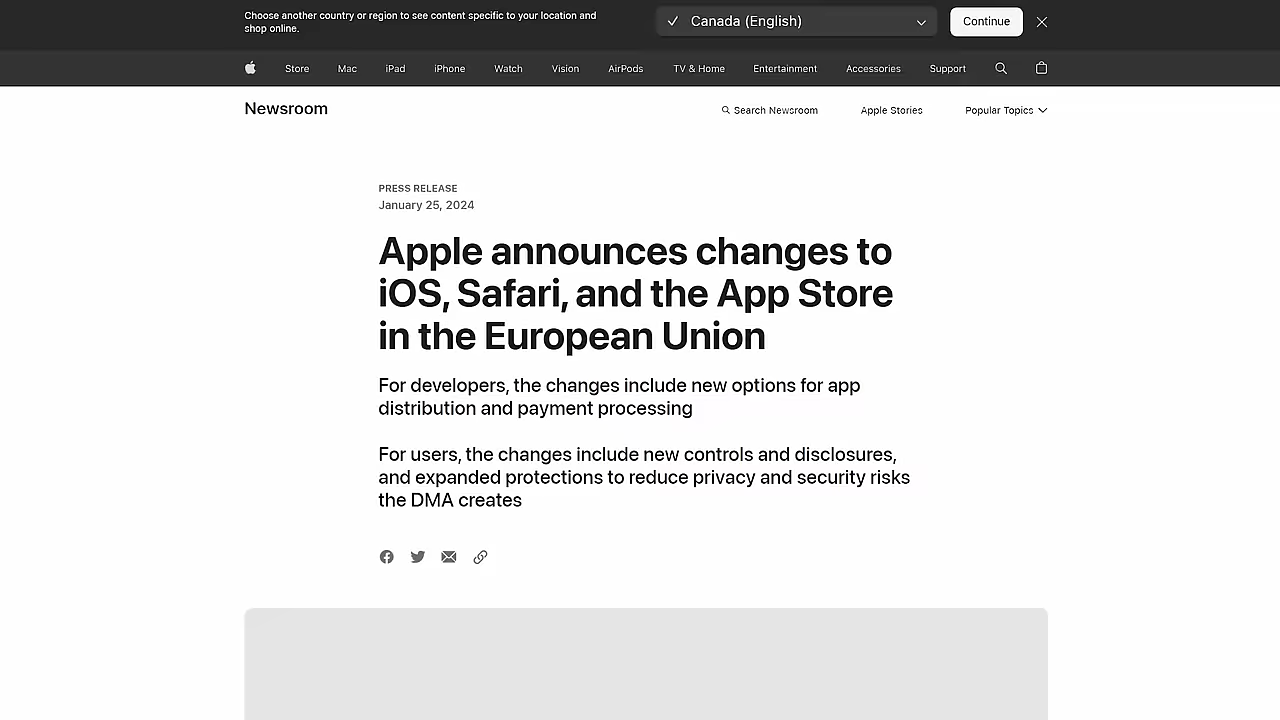 Choose another country or region to see content specific to your location and
shop online.
Canada (English)
Continue
Store Mac iPad iPhone Watch Vision AirPods TV & Home Entertainment Accessories Support
Newsroom
Search Newsroom Apple Stories Popular Topics
PRESS RELEASE
January 25, 2024
Apple announces changes to
iOS, Safari, and the App Store
in the European Union
For developers, the changes include new options for app
distribution and payment processing
For users, the changes include new controls and disclosures,
and expanded protections to reduce privacy and security risks
the DMA creates